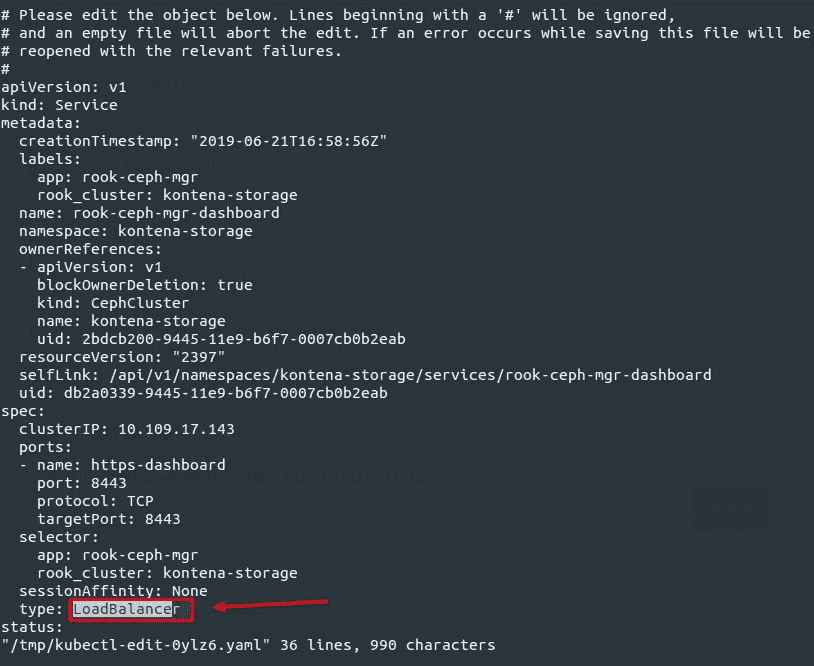 # Please edit the object below. Lines beginning with a '#' will be ignored,
# and an empty file will abort the edit. If an error occurs while saving this file will be
# reopened with the relevant failures.
#
apiVersion: v1
kind: Service
metadata:
  creationTimestamp: "2019-06-21T16:58:56Z"
  labels:
    app: rook-ceph-mgr
    rook_cluster: kontena-storage
  name: rook-ceph-mgr-dashboard
  namespace: kontena-storage
  ownerReferences:
  - apiVersion: v1
    blockOwnerDeletion: true
    kind: CephCluster
    name: kontena-storage
    uid: 2bdcb200-9445-11e9-b6f7-0007cb0b2eab
  resourceVersion: "2397"
  selfLink: /api/v1/namespaces/kontena-storage/services/rook-ceph-mgr-dashboard
  uid: db2a0339-9445-11e9-b6f7-0007cb0b2eab
spec:
  clusterIP: 10.109.17.143
  ports:
  - name: https-dashboard
    port: 8443
    protocol: TCP
    targetPort: 8443
  selector:
    app: rook-ceph-mgr
    rook_cluster: kontena-storage
  sessionAffinity: None
  type: LoadBalancer
status:
"/tmp/kubectl-edit-0ylz6.yaml" 36 lines, 990 characters